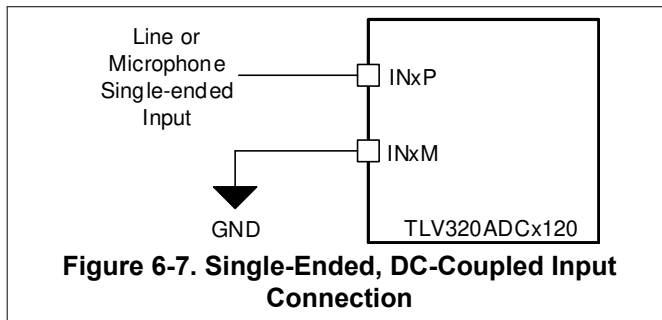 Line or
Microphone
Single-ended
Input
INxP
INxM
GND
TLV320ADCx120
Figure 6-7. Single-Ended, DC-Coupled Input
Connection